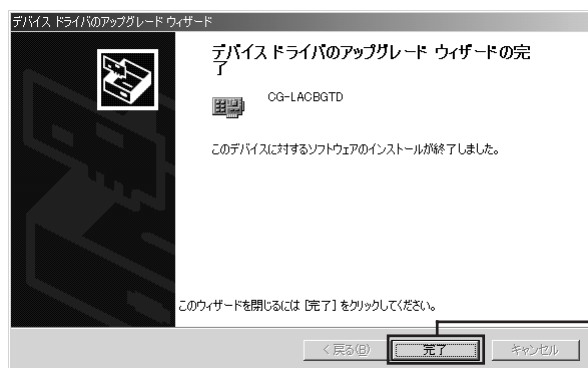 デバイス ドライバのアップグレード ウィザード
デバイス ドライバのアップグレード ウィザードの完
了
CG-LACBGTD
このデバイスに対するソフトウェアのインストールが終了しました。
このウィザードを閉じるには [完了] をクリックしてください。
< 戻る(B)
完了
キャンセル